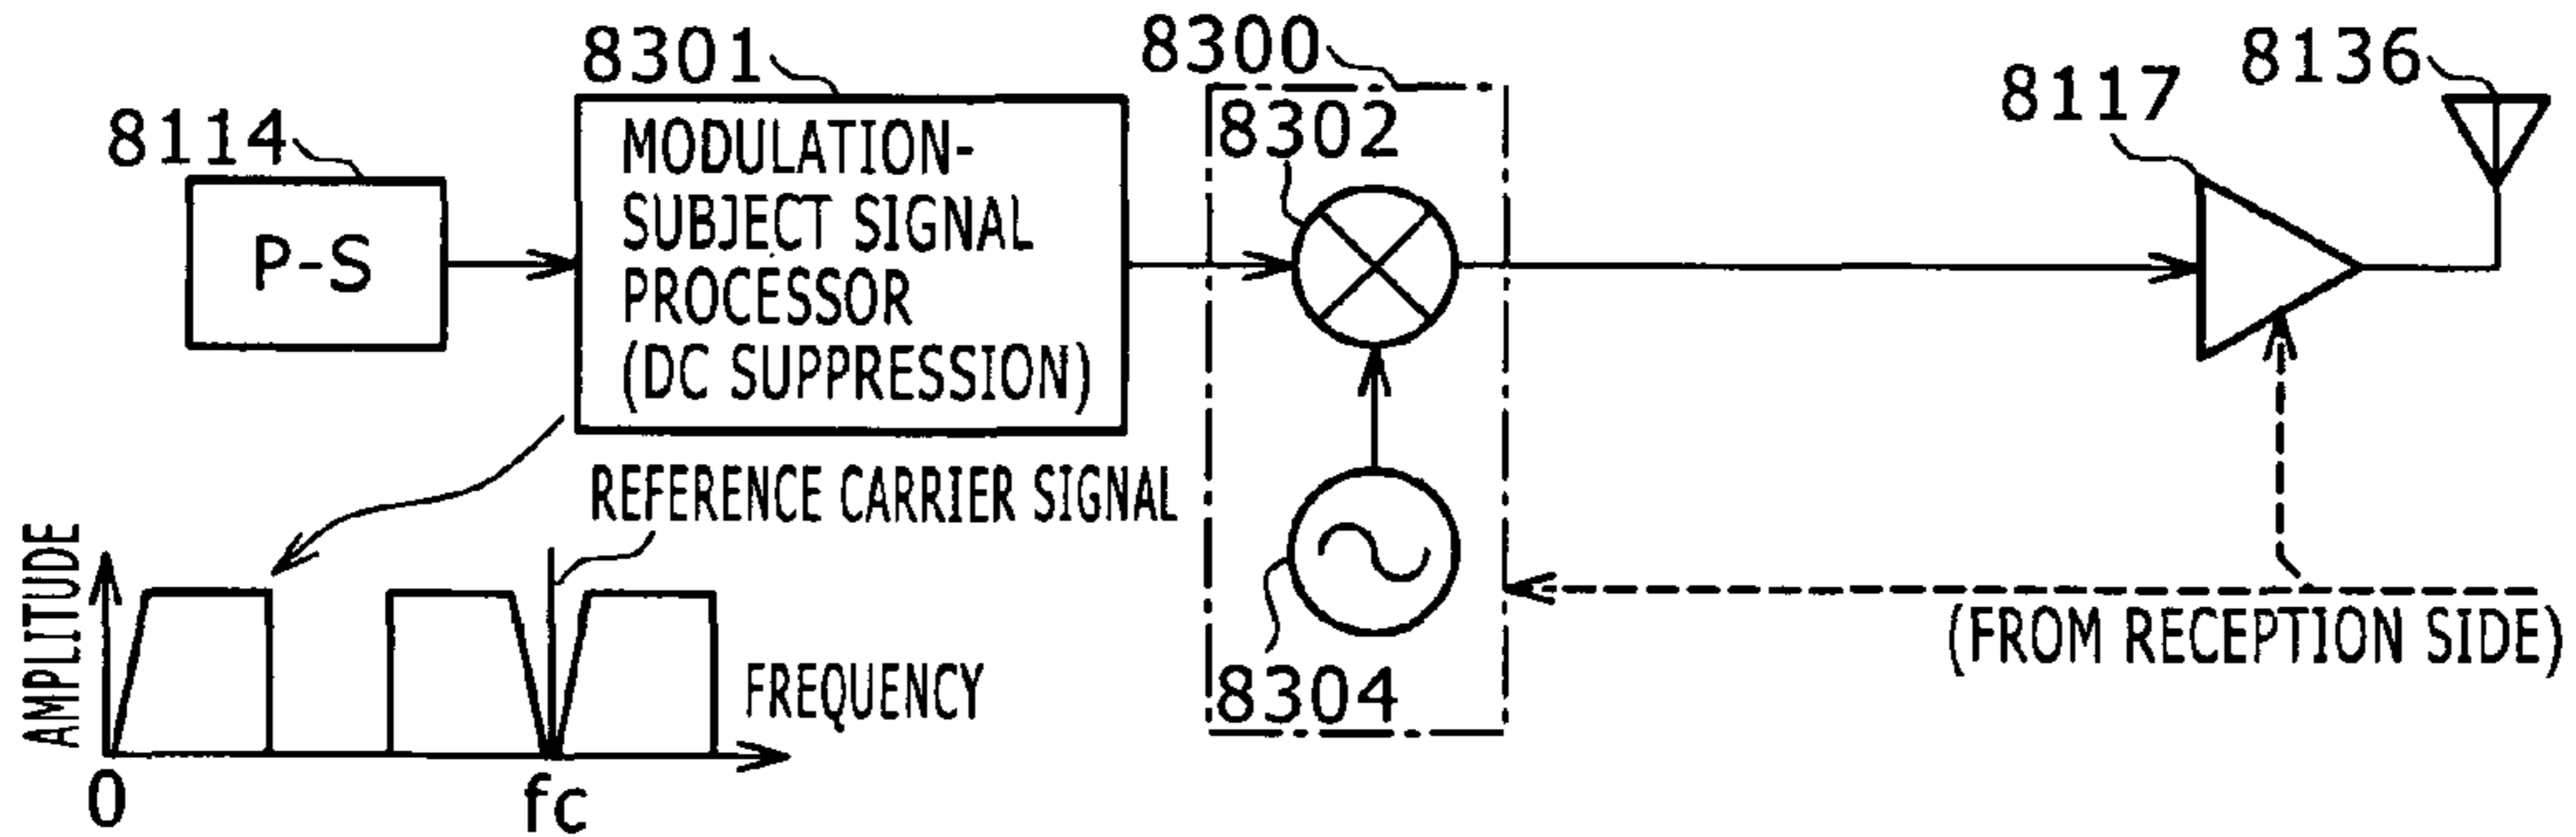 8301
8300
8136
8117
8114
8302
MODULATION-
SUBJECT SIGNAL
PROCESSOR
(DC SUPPRESSION)
P-S
REFERENCE CARRIER SIGNAL
AMPLITUDE
(FROM RECEPTION SIDE)
FREQUENCY
8304
0
fc